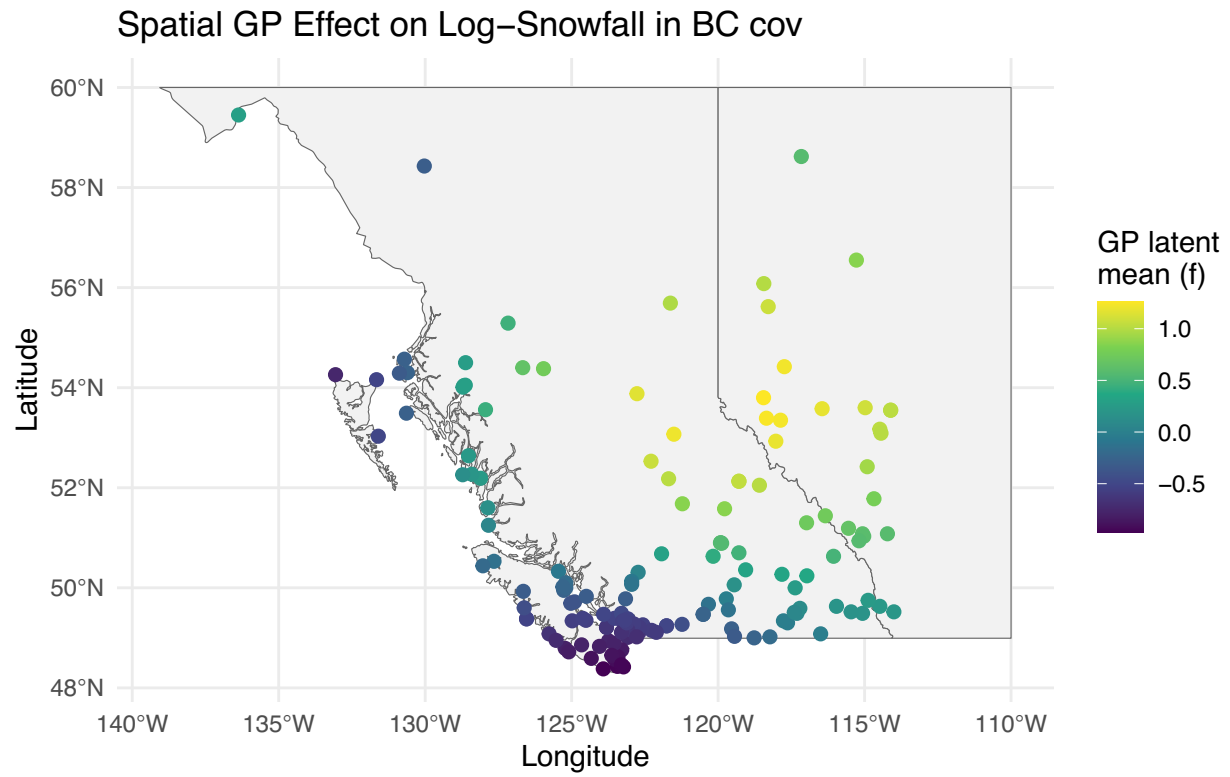 Spatial GP Effect on Log−Snowfall in BC cov
60°N
58°N
56°N
54°N
52°N
50°N
48°N
Latitude
140°W 135°W 130°W 125°W 120°W 115°W 110°W
Longitude
GP latent
mean (f)
1.0
0.5
0.0
−0.5